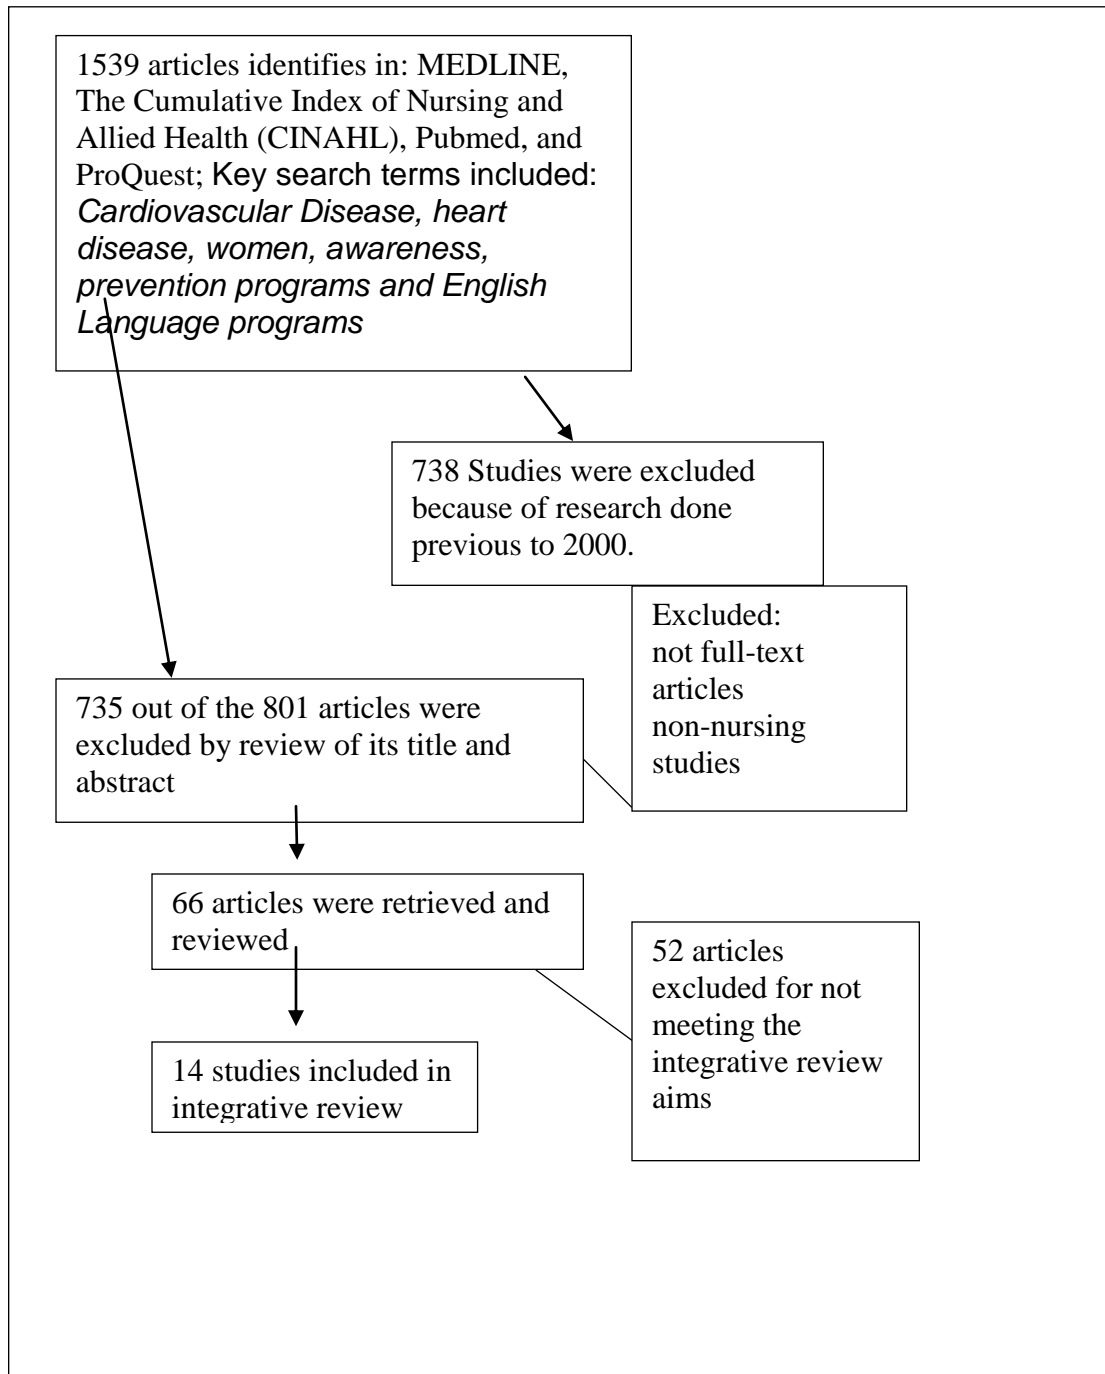 1539 articles identifies in: MEDLINE,
The Cumulative Index of Nursing and
Allied Health (CINAHL), Pubmed, and
ProQuest; Key search terms included:
Cardiovascular Disease, heart
disease, women, awareness,
prevention programs and English
Language programs
738 Studies were excluded
because of research done
previous to 2000.
Excluded:
not full-text
articles
non-nursing
studies
735 out of the 801 articles were
excluded by review of its title and
abstract
66 articles were retrieved and
reviewed
52 articles
excluded for not
meeting the
integrative review
aims
14 studies included in
integrative review